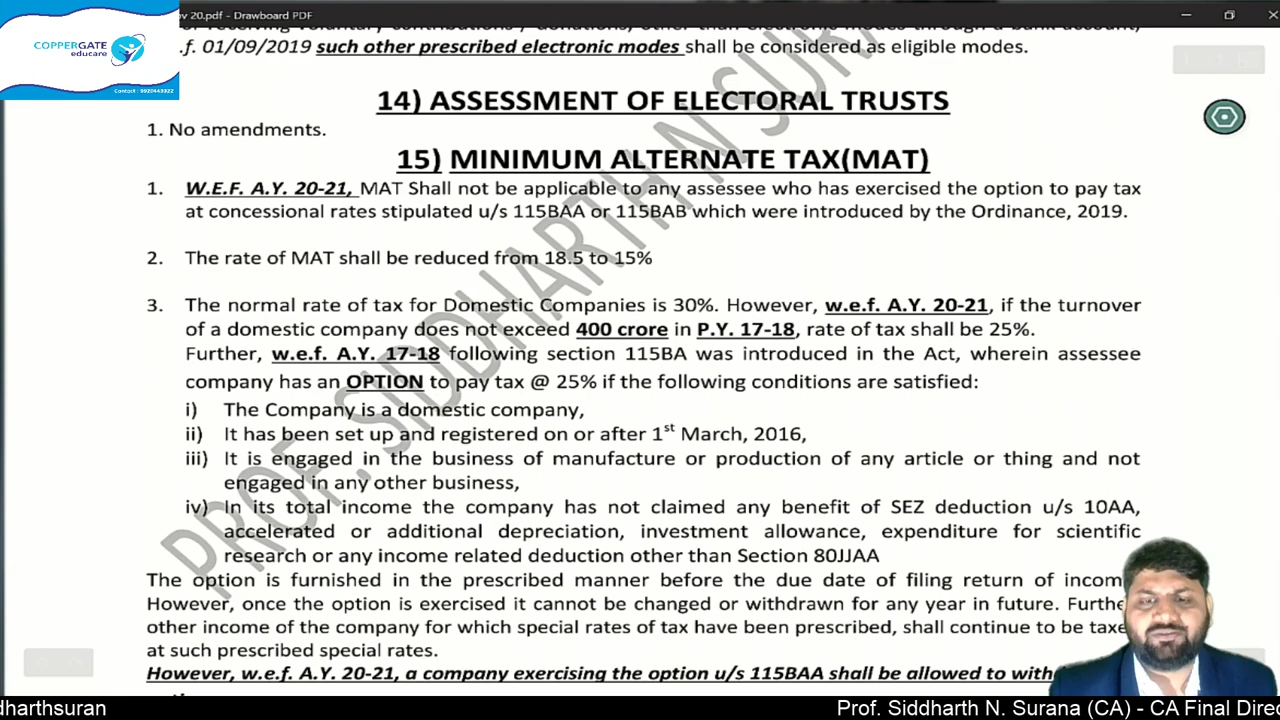 ov 20.pdf - Drawboard PDF
COPPERGATE
educare
Contact : 9920443922
.f. 01/09/2019 such other prescribed electronic modes shall be considered as eligible modes.
14) ASSESSMENT OF ELECTORAL TRUSTS
1. No amendments.
15) MINIMUM ALTERNATE TAX(MAT)
1. W.E.F. A.Y. 20-21, MAT Shall not be applicable to any assessee who has exercised the option to pay tax
at concessional rates stipulated u/s 115BAA or 115BAB which were introduced by the Ordinance, 2019.
2. The rate of MAT shall be reduced from 18.5 to 15%
3. The normal rate of tax for Domestic Companies is 30%. However, w.e.f. A.Y. 20-21, if the turnover
of a domestic company does not exceed 400 crore in P.Y. 17-18, rate of tax shall be 25%.
Further, w.e.f. A.Y. 17-18 following section 115BA was introduced in the Act, wherein assessee
company has an OPTION to pay tax @ 25% if the following conditions are satisfied:
i) The Company is a domestic company,
ii) It has been set up and registered on or after 1st March, 2016,
iii) It is engaged in the business of manufacture or production of any article or thing and not
engaged in any other business,
iv) In its total income the company has not claimed any benefit of SEZ deduction u/s 10AA,
accelerated or additional depreciation, investment allowance, expenditure for scientific
research or any income related deduction other than Section 80JJAA
The option is furnished in the prescribed manner before the due date of filing return of incom
However, once the option is exercised it cannot be changed or withdrawn for any year in future. Furthe
other income of the company for which special rates of tax have been prescribed, shall continue to be taxe
at such prescribed special rates.
However, w.e.f. A.Y. 20-21, a company exercising the option u/s 115BAA shall be allowed to with
PROF. SIDDHARTH N SURA
dharthsuran
Prof. Siddharth N. Surana (CA) - CA Final Direc